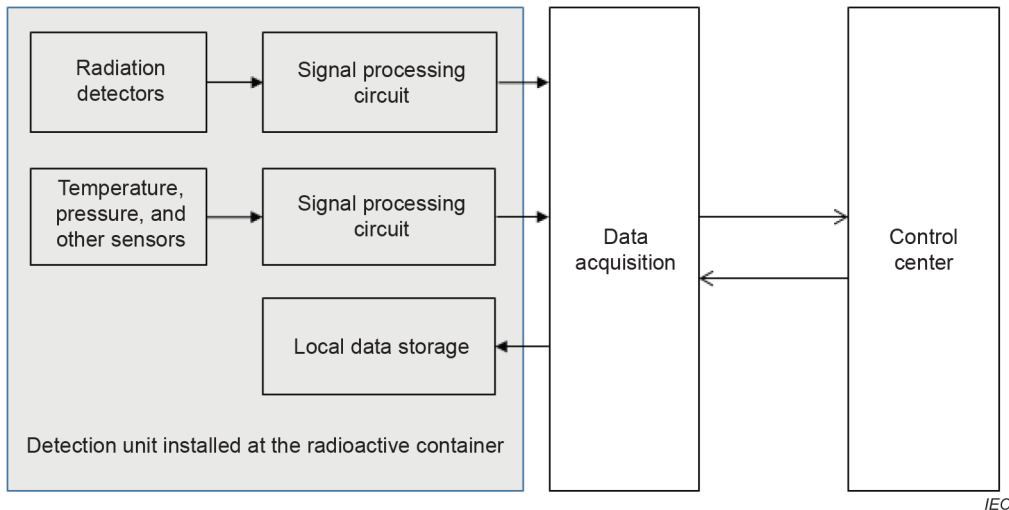 Radiation
detectors
Signal processing
circuit
Temperature,
pressure, and
other sensors
Signal processing
circuit
Local data storage
Detection unit installed at the radioactive container
Data
acquisition
Control
center
IEC